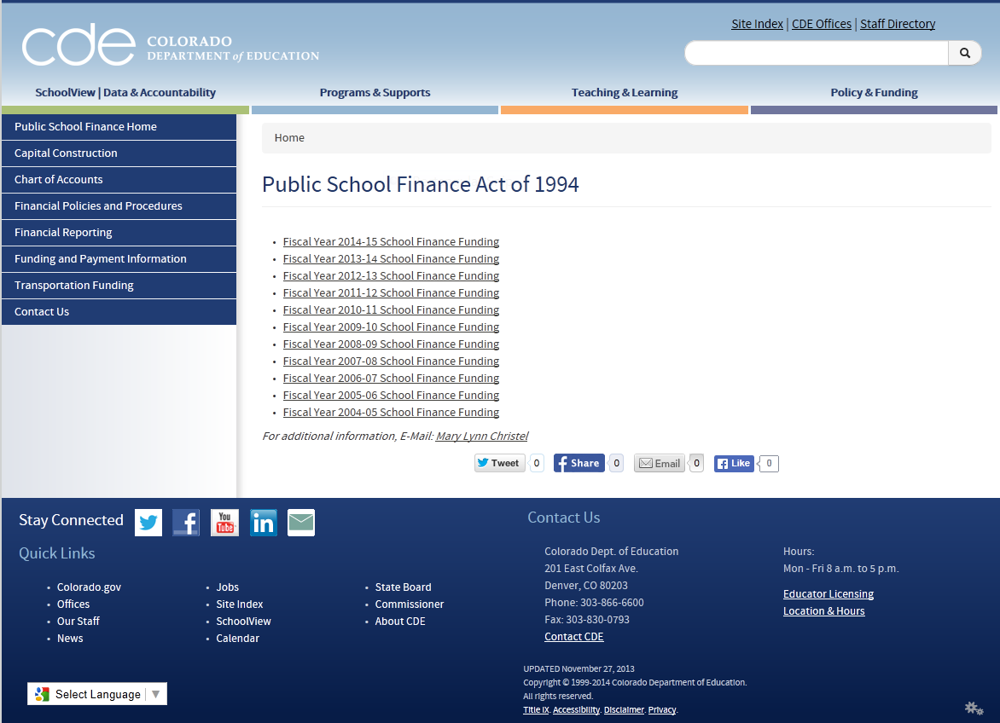 Site Index | CDE Offices | Staff Directory
cde COLORADO
DEPARTMENT of EDUCATION
SchoolView | Data & Accountability
Programs & Supports
Teaching & Learning
Policy & Funding
Public School Finance Home
Capital Construction
Chart of Accounts
Financial Policies and Procedures
Financial Reporting
Funding and Payment Information
Transportation Funding
Contact Us
Home
Public School Finance Act of 1994
• Fiscal Year 2014-15 School Finance Funding
• Fiscal Year 2013-14 School Finance Funding
• Fiscal Year 2012-13 School Finance Funding
• Fiscal Year 2011-12 School Finance Funding
• Fiscal Year 2010-11 School Finance Funding
• Fiscal Year 2009-10 School Finance Funding
• Fiscal Year 2008-09 School Finance Funding
• Fiscal Year 2007-08 School Finance Funding
• Fiscal Year 2006-07 School Finance Funding
• Fiscal Year 2005-06 School Finance Funding
• Fiscal Year 2004-05 School Finance Funding
For additional information, E-Mail: Mary Lynn Christel
Tweet 0 f Share 0 Email 0 f Like 0
Stay Connected f You Tube in
Quick Links
• Colorado.gov
• Offices
• Our Staff
• News
• Jobs
• Site Index
• SchoolView
• Calendar
• State Board
• Commissioner
• About CDE
Select Language ▼
Contact Us
Colorado Dept. of Education
201 East Colfax Ave.
Denver, CO 80203
Phone: 303-866-6600
Fax: 303-830-0793
Contact CDE
Hours:
Mon - Fri 8 a.m. to 5 p.m.
Educator Licensing
Location & Hours
UPDATED November 27, 2013
Copyright © 1999-2014 Colorado Department of Education.
All rights reserved.
Title IX. Accessibility. Disclaimer. Privacy.